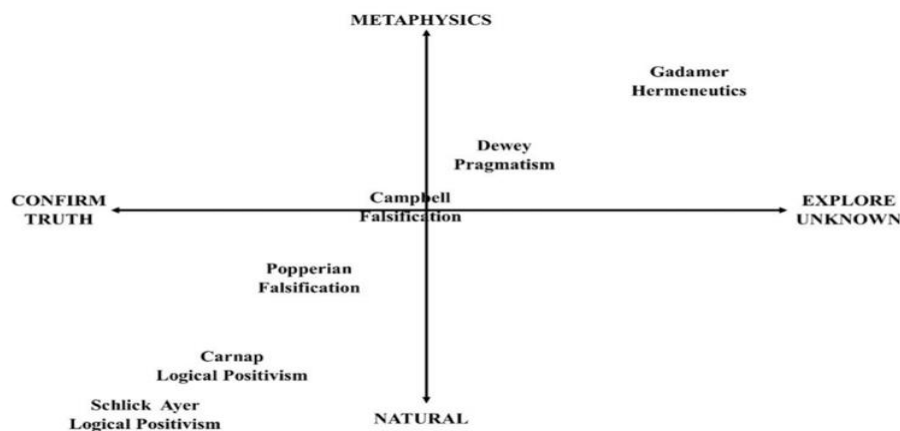 METAPHYSICS
Gadamer
Hermeneutics
Dewey
Pragmatism
CONFIRM
TRUTH
Campbell
Falsification
EXPLORE
UNKNOWN
Popperian
Falsification
Carnap
Logical Positivism
Schlick Ayer
Logical Positivism
NATURAL